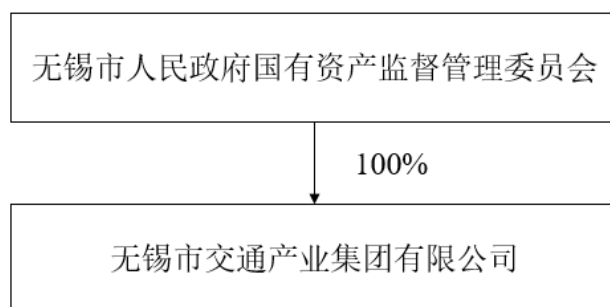 无锡市人民政府国有资产监督管理委员会
100%
无锡市交通产业集团有限公司